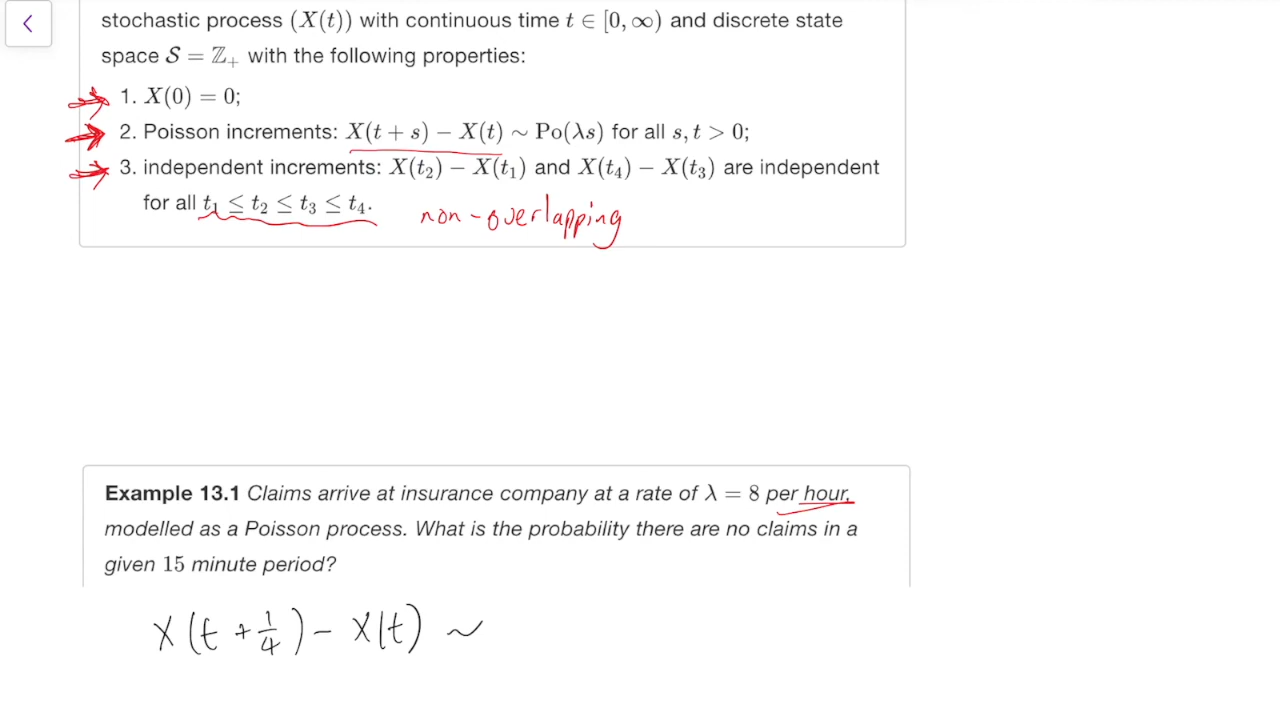 stochastic process (X(t)) with continuous time t ∈ [0, ∞) and discrete state
space 𝒮 = ℤ₊ with the following properties:
1. X(0) = 0;
2. Poisson increments: X(t + s) − X(t) ∼ Po(λs) for all s, t > 0;
3. independent increments: X(t₂) − X(t₁) and X(t₄) − X(t₃) are independent
for all t₁ ≤ t₂ ≤ t₃ ≤ t₄.
non-overlapping
Example 13.1 Claims arrive at insurance company at a rate of λ = 8 per hour,
modelled as a Poisson process. What is the probability there are no claims in a
given 15 minute period?
X(t + 1/4) − X(t) ∼